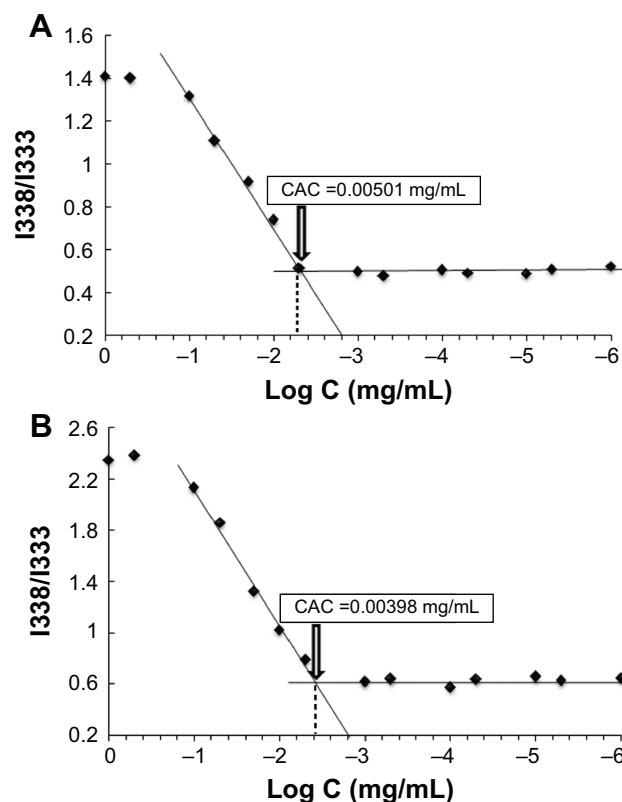 A
1.6
1.4
1.2
1
0.8
0.6
0.4
0.2
I338/I333
CAC =0.00501 mg/mL
0 –1 –2 –3 –4 –5 –6
Log C (mg/mL)
B
2.6
2.2
1.8
1.4
1
0.6
0.2
I338/I333
CAC =0.00398 mg/mL
0 –1 –2 –3 –4 –5 –6
Log C (mg/mL)